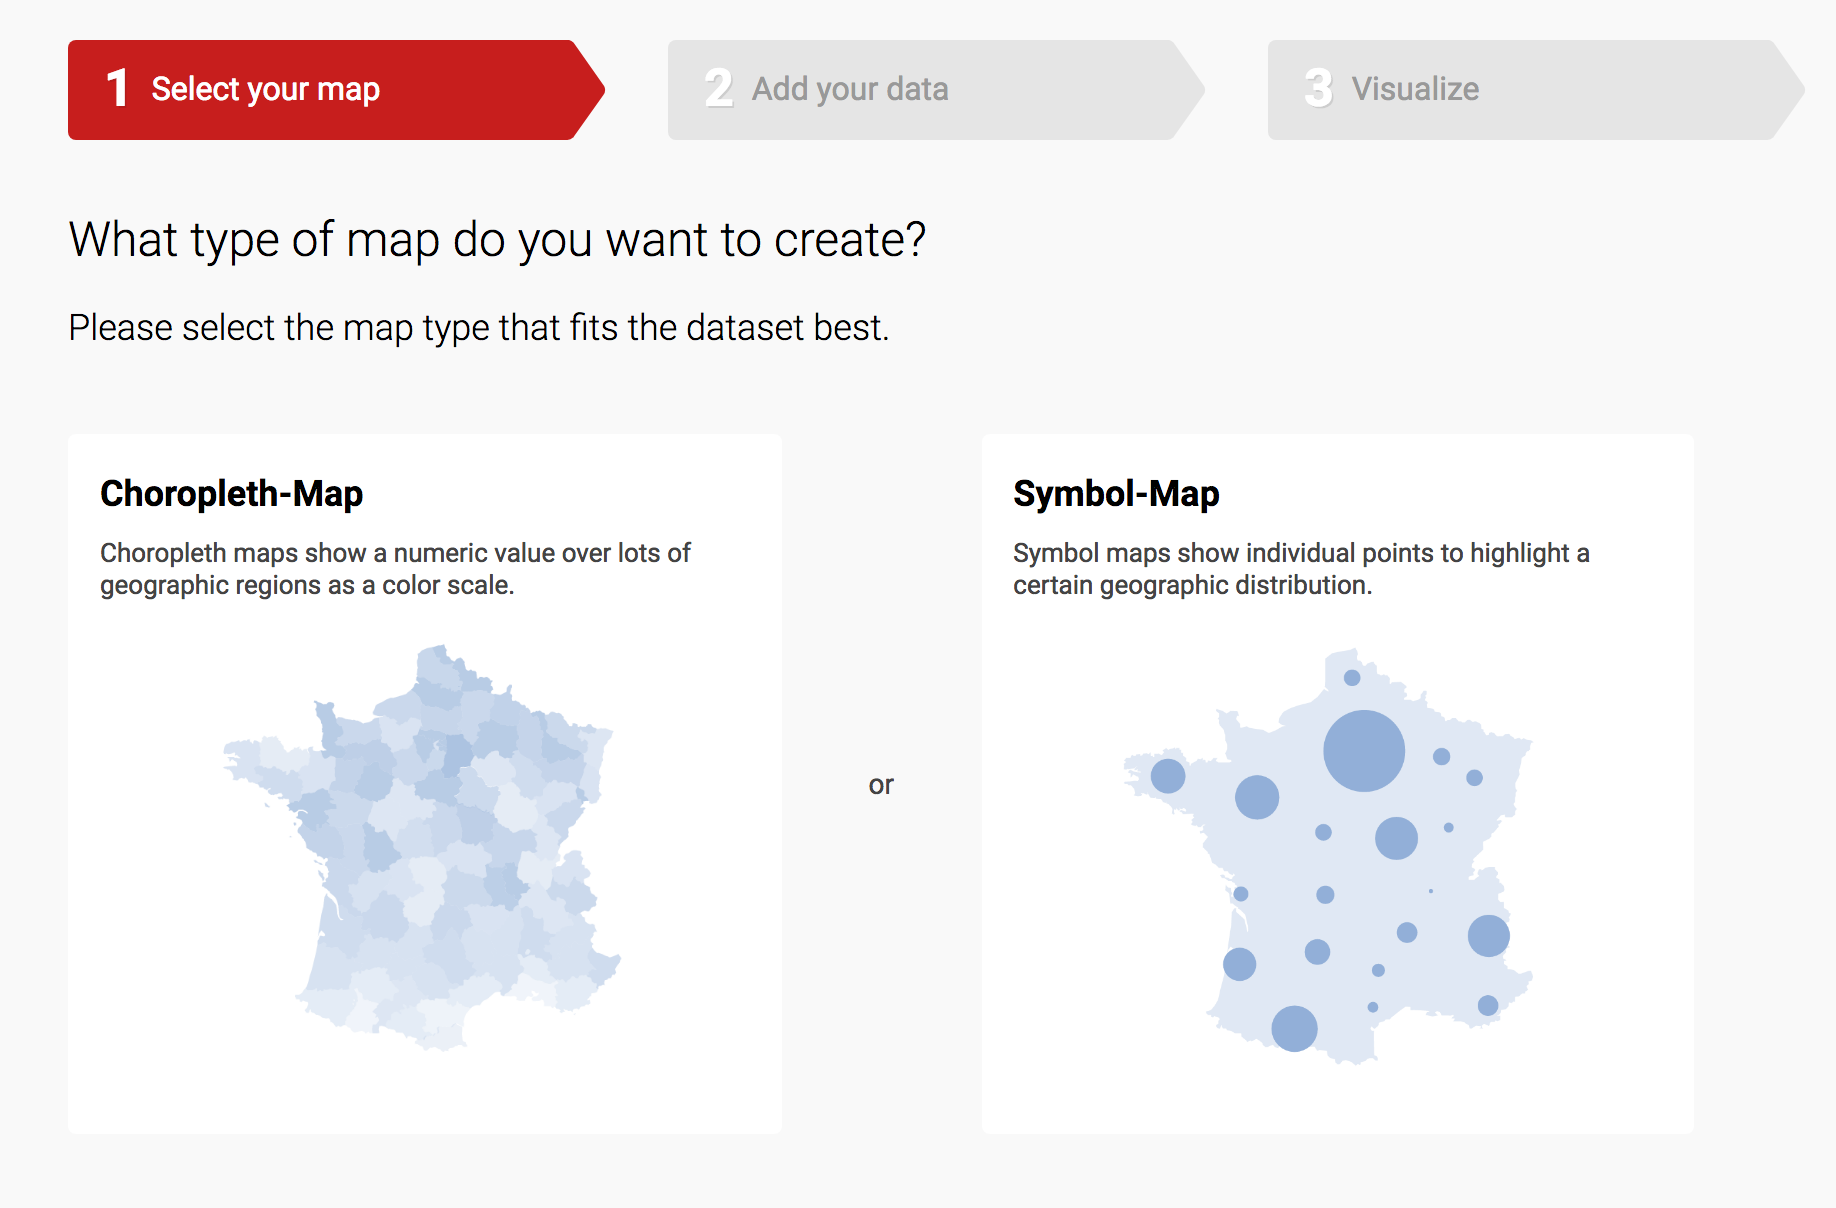 1 Select your map
2 Add your data
3 Visualize
What type of map do you want to create?
Please select the map type that fits the dataset best.
Choropleth-Map
Choropleth maps show a numeric value over lots of
geographic regions as a color scale.
or
Symbol-Map
Symbol maps show individual points to highlight a
certain geographic distribution.